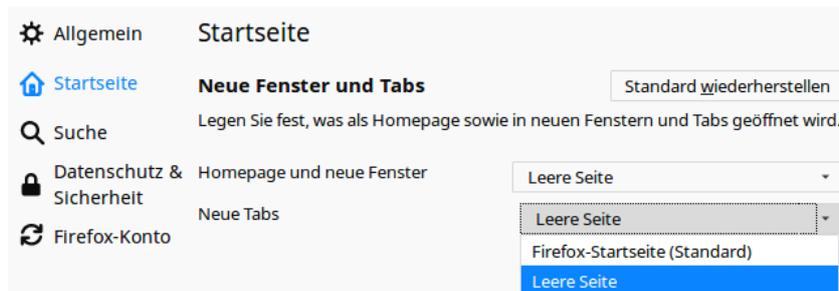 Allgemein
Startseite
Suche
Datenschutz &
Sicherheit
Firefox-Konto
Startseite
Neue Fenster und Tabs
Standard wiederherstellen
Legen Sie fest, was als Homepage sowie in neuen Fenstern und Tabs geöffnet wird.
Homepage und neue Fenster
Leere Seite
Neue Tabs
Leere Seite
Firefox-Startseite (Standard)
Leere Seite